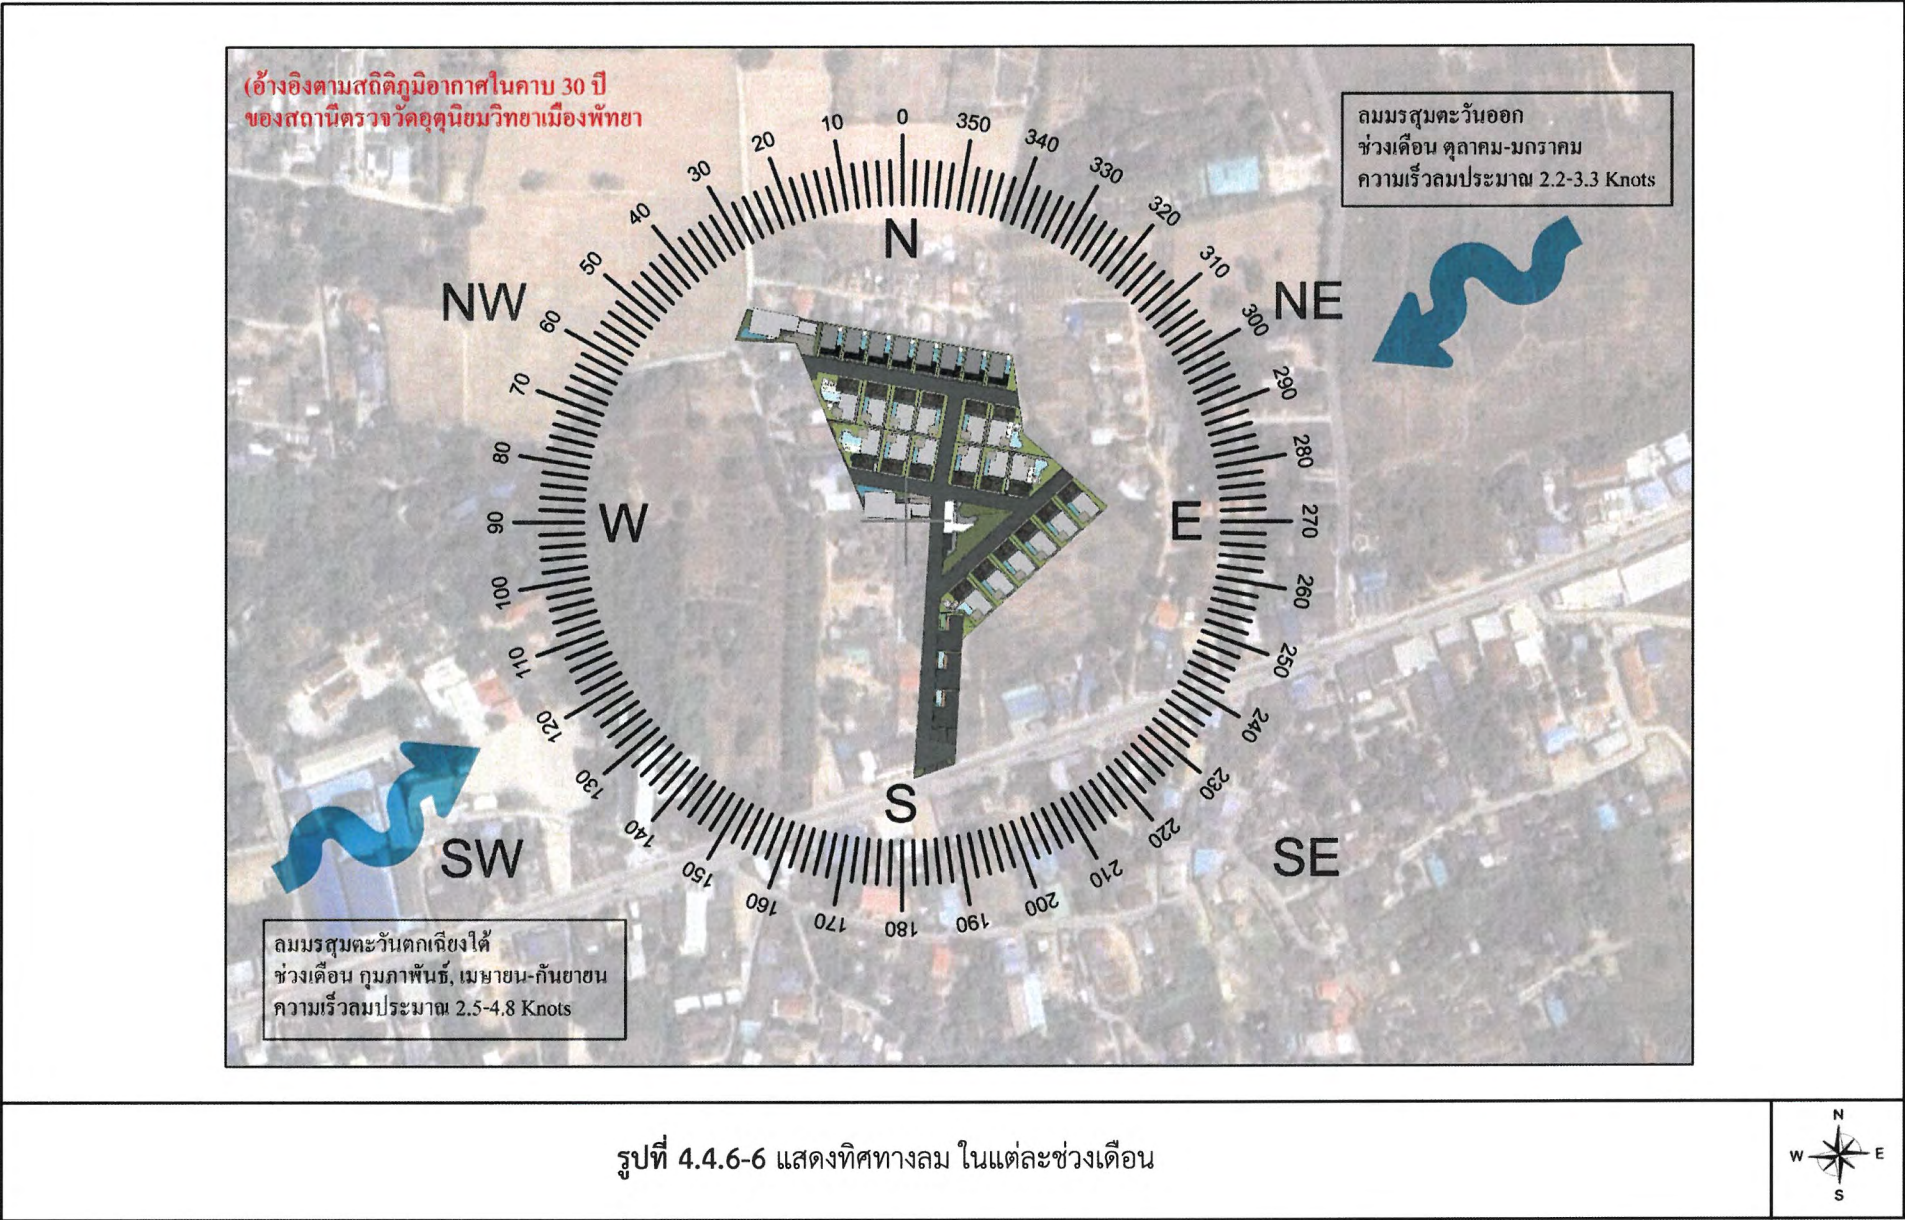 (อ้างอิงตามสถิติภูมิอากาศในคาบ 30 ปี
ของสถานีตรวจวัดอุตุนิยมวิทยาเมืองพัทยา
ลมมรสุมตะวันออก
ช่วงเดือน ตุลาคม-มกราคม
ความเร็วลมประมาณ 2.2-3.3 Knots
0
350
340
330
320
310
300
290
280
270
260
250
240
230
220
210
200
190
180
170
160
150
140
130
120
110
100
90
80
70
60
50
40
30
20
10
N
NE
E
SE
S
SW
W
NW
ลมมรสุมตะวันตกเฉียงใต้
ช่วงเดือน กุมภาพันธ์, เมษายน-กันยายน
ความเร็วลมประมาณ 2.5-4.8 Knots
รูปที่ 4.4.6-6 แสดงทิศทางลม ในแต่ละช่วงเดือน
N
W E
S